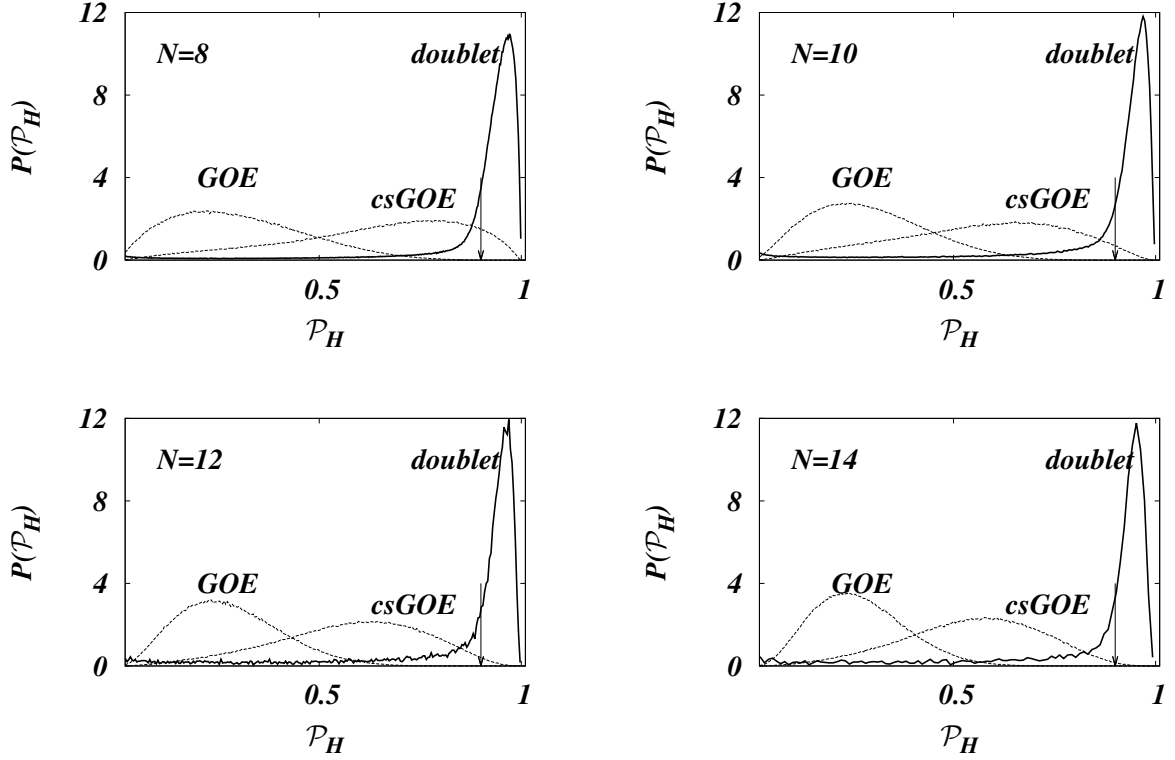 12
N=8
doublet
8
P(𝒫H)
GOE
4
csGOE
0
0.5
1
𝒫H
12
N=10
doublet
8
P(𝒫H)
GOE
4
csGOE
0
0.5
1
𝒫H
12
N=12
doublet
8
P(𝒫H)
GOE
4
csGOE
0
0.5
1
𝒫H
12
N=14
doublet
8
P(𝒫H)
GOE
4
csGOE
0
0.5
1
𝒫H